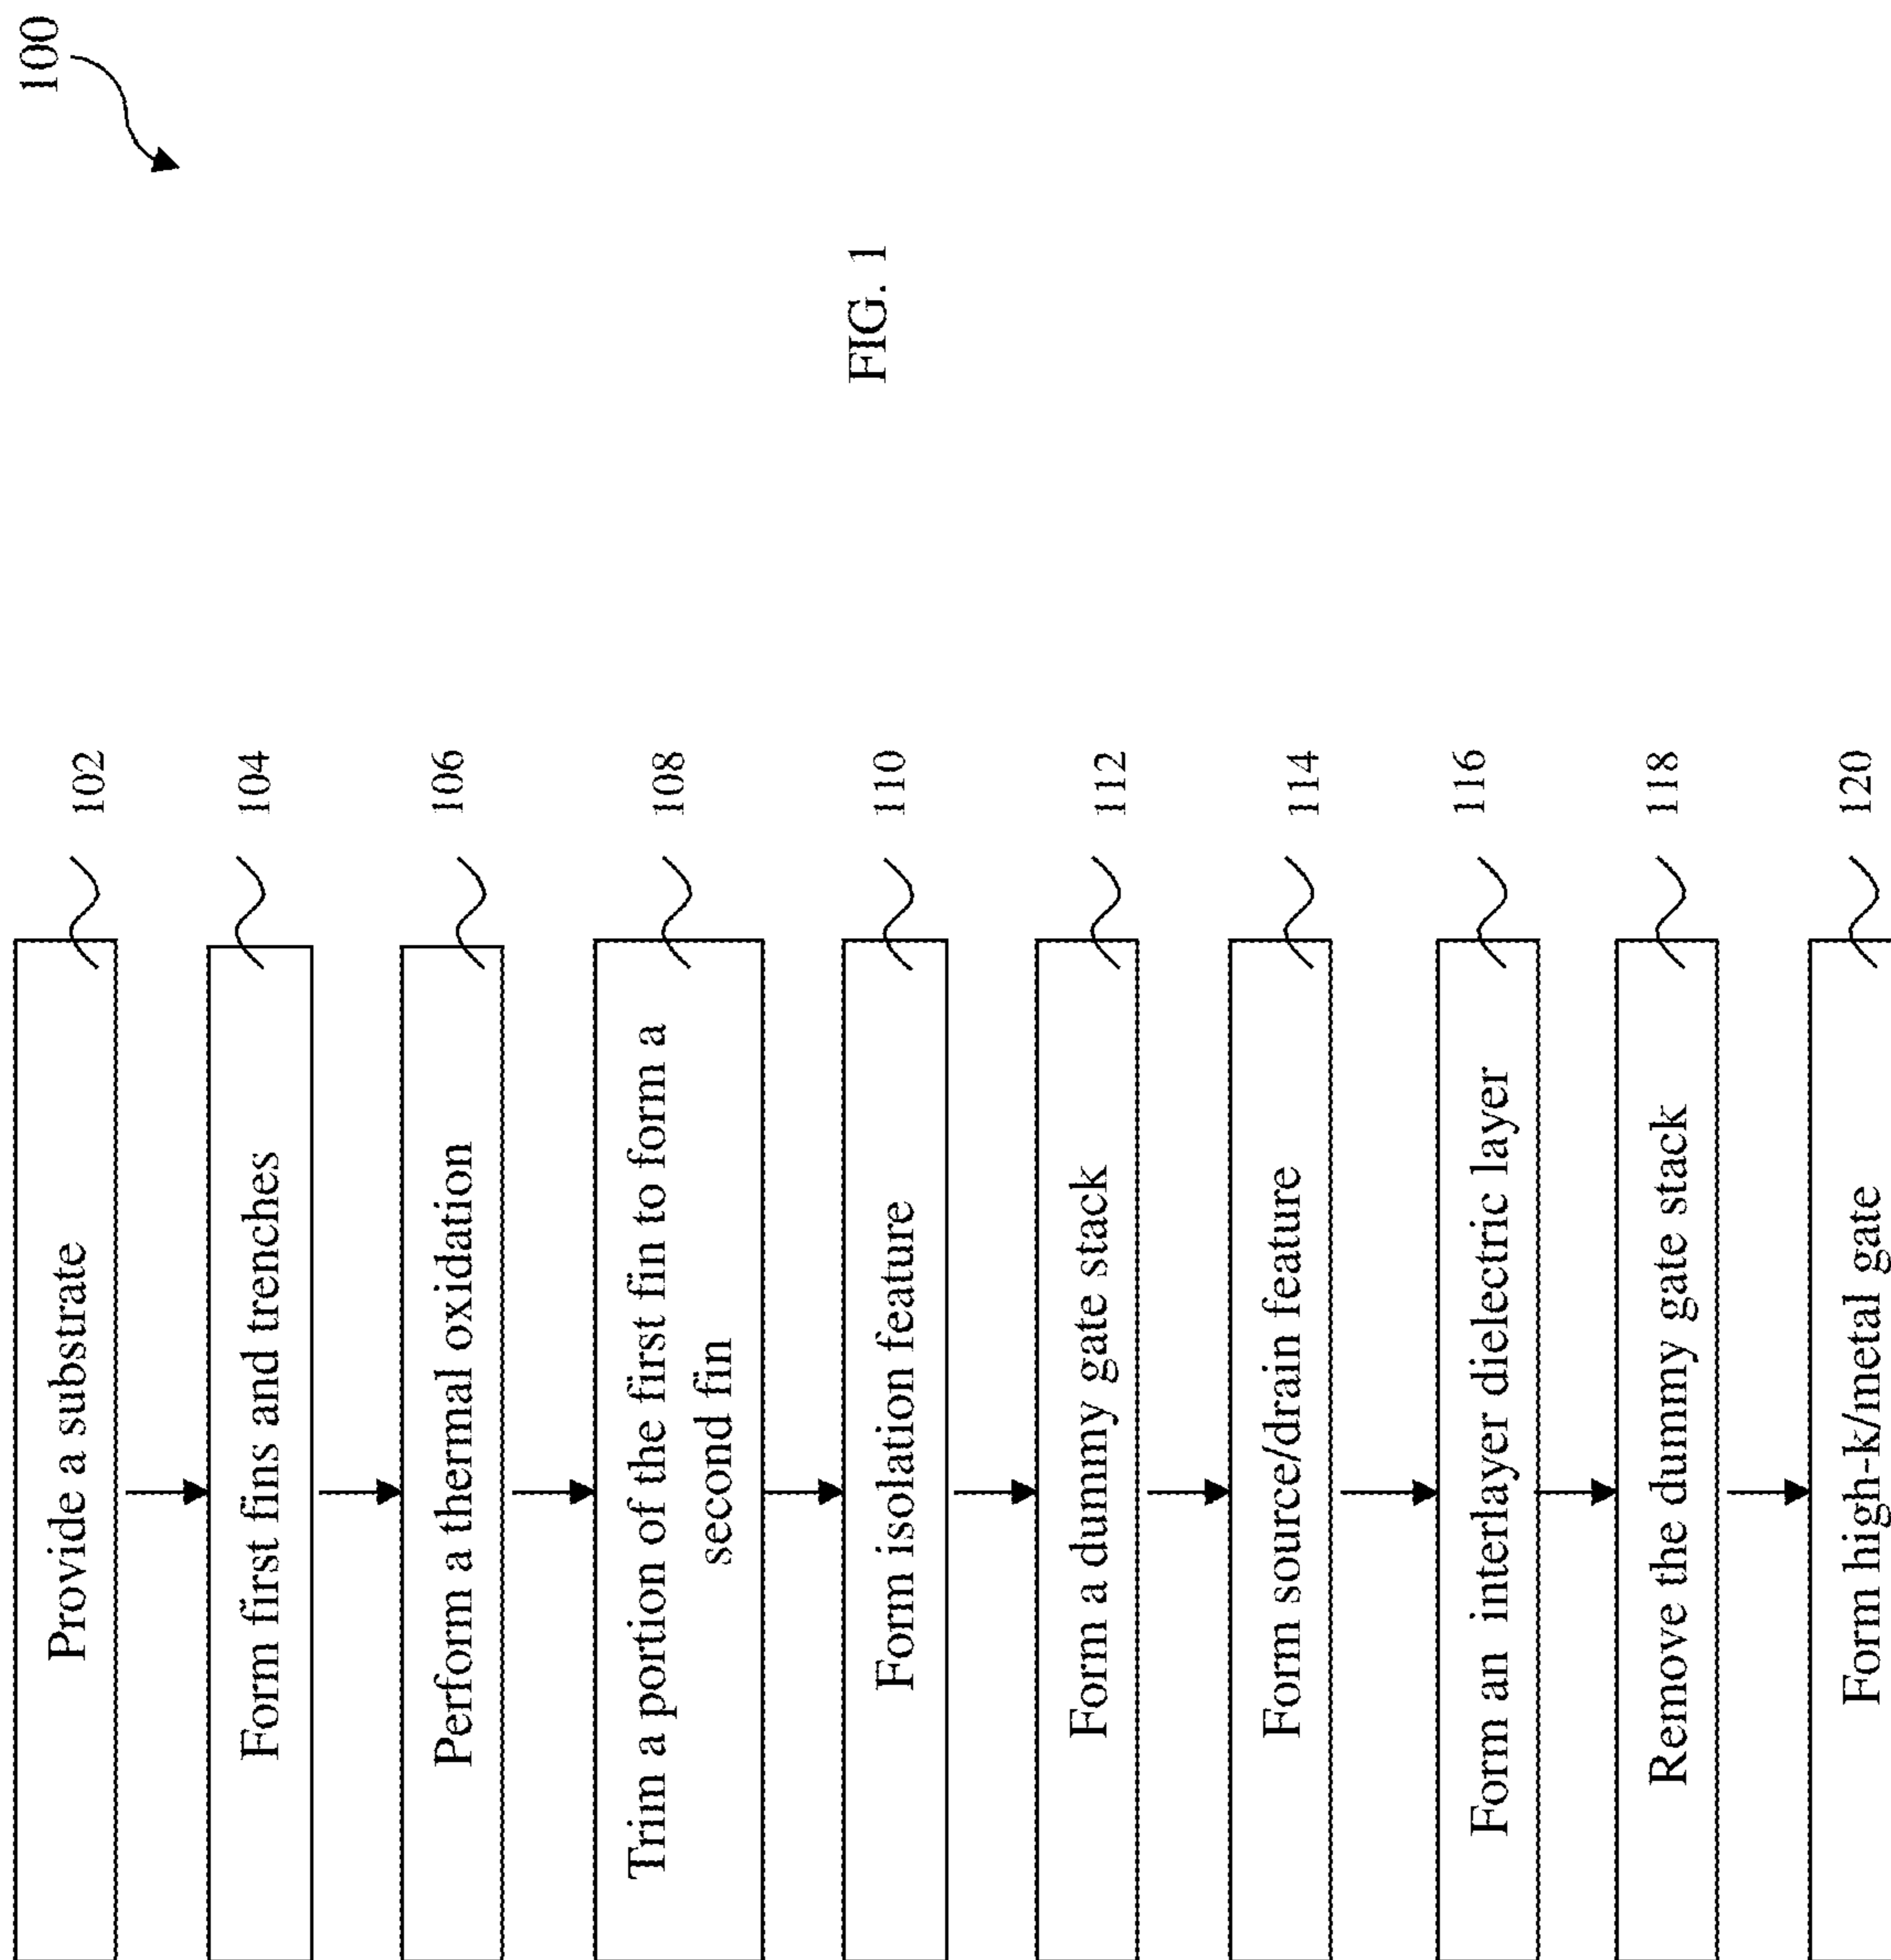 100
Provide a substrate
102
Form first fins and trenches
104
Perform a thermal oxidation
106
Trim a portion of the first fin to form a
second fin
108
Form isolation feature
110
Form a dummy gate stack
112
Form source/drain feature
114
Form an interlayer dielectric layer
116
Remove the dummy gate stack
118
Form high-k/metal gate
120
FIG. 1